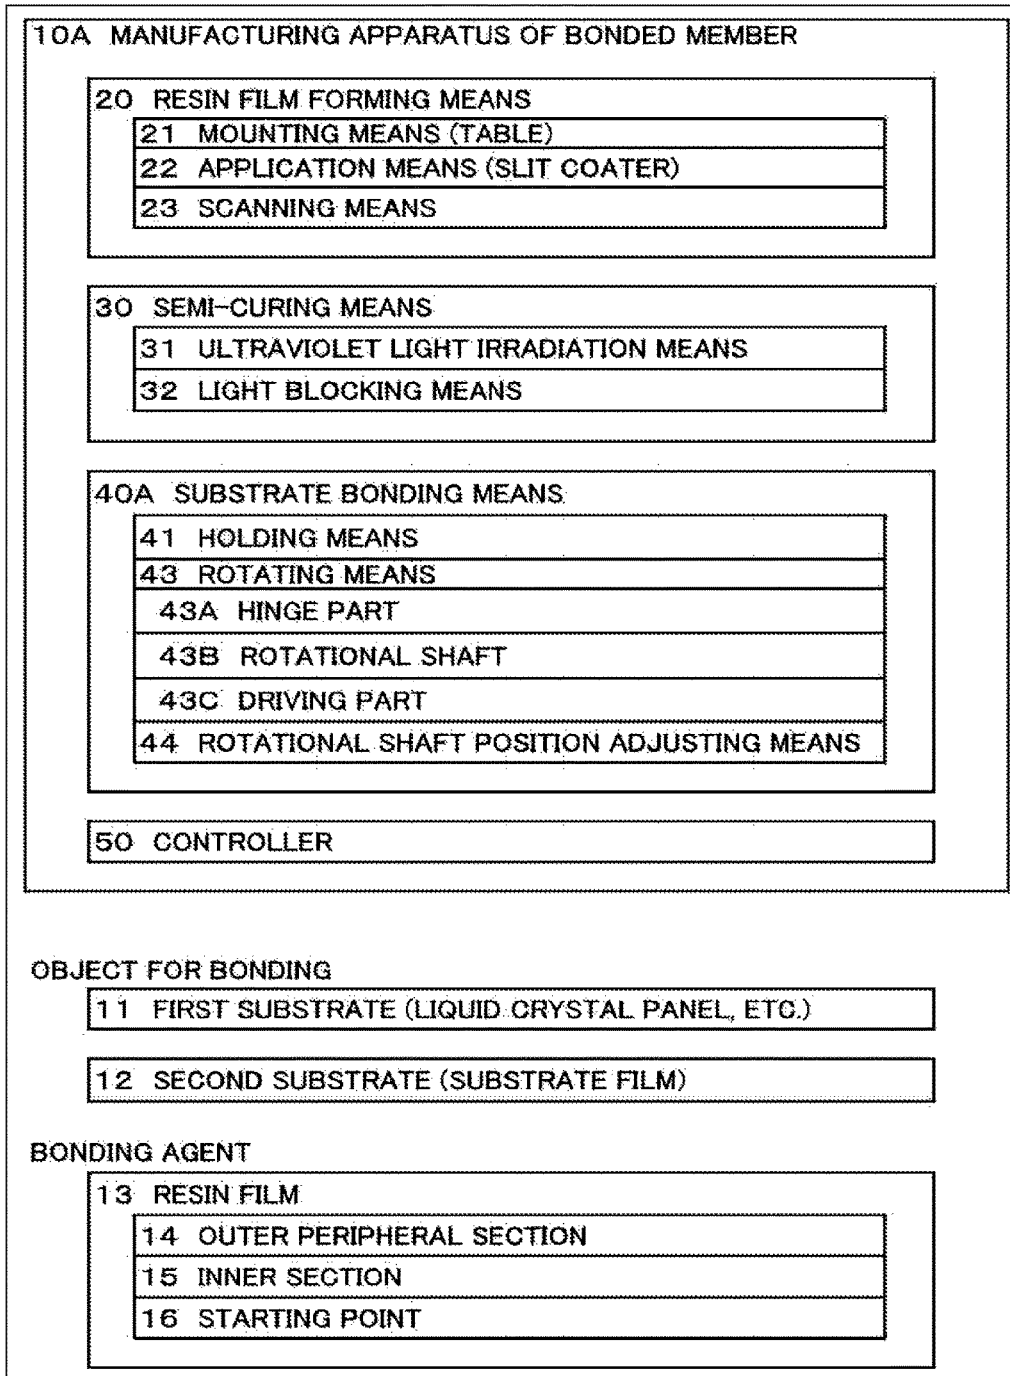 10A MANUFACTURING APPARATUS OF BONDED MEMBER
20 RESIN FILM FORMING MEANS
21 MOUNTING MEANS (TABLE)
22 APPLICATION MEANS (SLIT COATER)
23 SCANNING MEANS
30 SEMI-CURING MEANS
31 ULTRAVIOLET LIGHT IRRADIATION MEANS
32 LIGHT BLOCKING MEANS
40A SUBSTRATE BONDING MEANS
41 HOLDING MEANS
43 ROTATING MEANS
43A HINGE PART
43B ROTATIONAL SHAFT
43C DRIVING PART
44 ROTATIONAL SHAFT POSITION ADJUSTING MEANS
50 CONTROLLER
OBJECT FOR BONDING
11 FIRST SUBSTRATE (LIQUID CRYSTAL PANEL, ETC.)
12 SECOND SUBSTRATE (SUBSTRATE FILM)
BONDING AGENT
13 RESIN FILM
14 OUTER PERIPHERAL SECTION
15 INNER SECTION
16 STARTING POINT